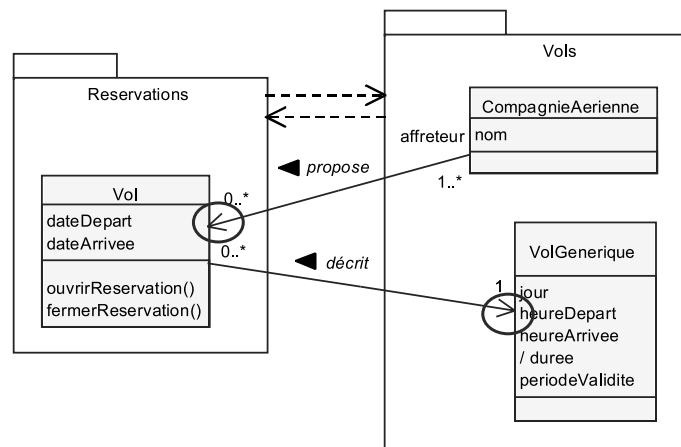 Vols
Reservations
CompagnieAerienne
nom
affreteur
propose
1..*
0..*
Vol
dateDepart
dateArrivee
ouvrirReservation()
fermerReservation()
0..*
décrit
1
VolGenerique
jour
heureDepart
heureArrivee
/ duree
periodeValidite